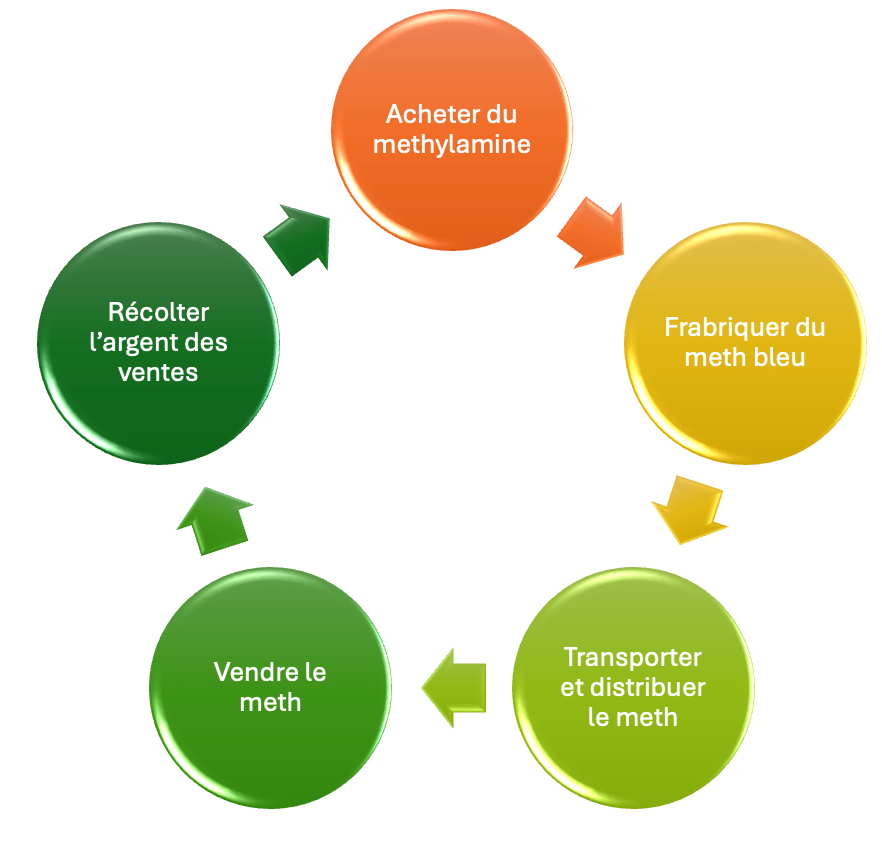 Acheter du
methylamine
Frabriquer du
meth bleu
Transporter
et distribuer
le meth
Vendre le
meth
Récolter
l’argent des
ventes